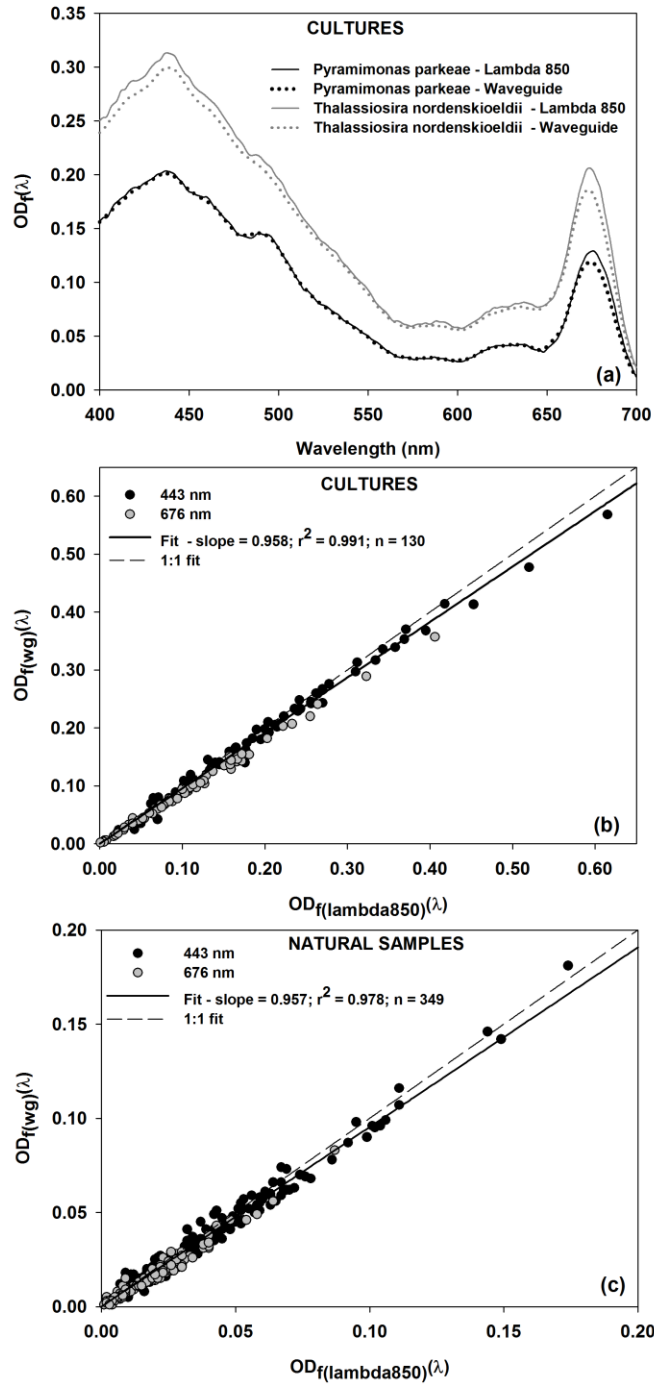 CULTURES
Pyramimonas parkeae - Lambda 850
Pyramimonas parkeae - Waveguide
Thalassiosira nordenskioeldii - Lambda 850
Thalassiosira nordenskioeldii - Waveguide
0.35
0.30
0.25
0.20
0.15
0.10
0.05
0.00
ODf(λ)
400 450 500 550 600 650 700
Wavelength (nm)
(a)
CULTURES
443 nm
676 nm
Fit - slope = 0.958; r² = 0.991; n = 130
1:1 fit
0.60
0.50
0.40
0.30
0.20
0.10
0.00
ODf(wg)(λ)
0.00 0.10 0.20 0.30 0.40 0.50 0.60
ODf(lambda850)(λ)
(b)
NATURAL SAMPLES
443 nm
676 nm
Fit - slope = 0.957; r² = 0.978; n = 349
1:1 fit
0.20
0.15
0.10
0.05
0.00
ODf(wg)(λ)
0.00 0.05 0.10 0.15 0.20
ODf(lambda850)(λ)
(c)